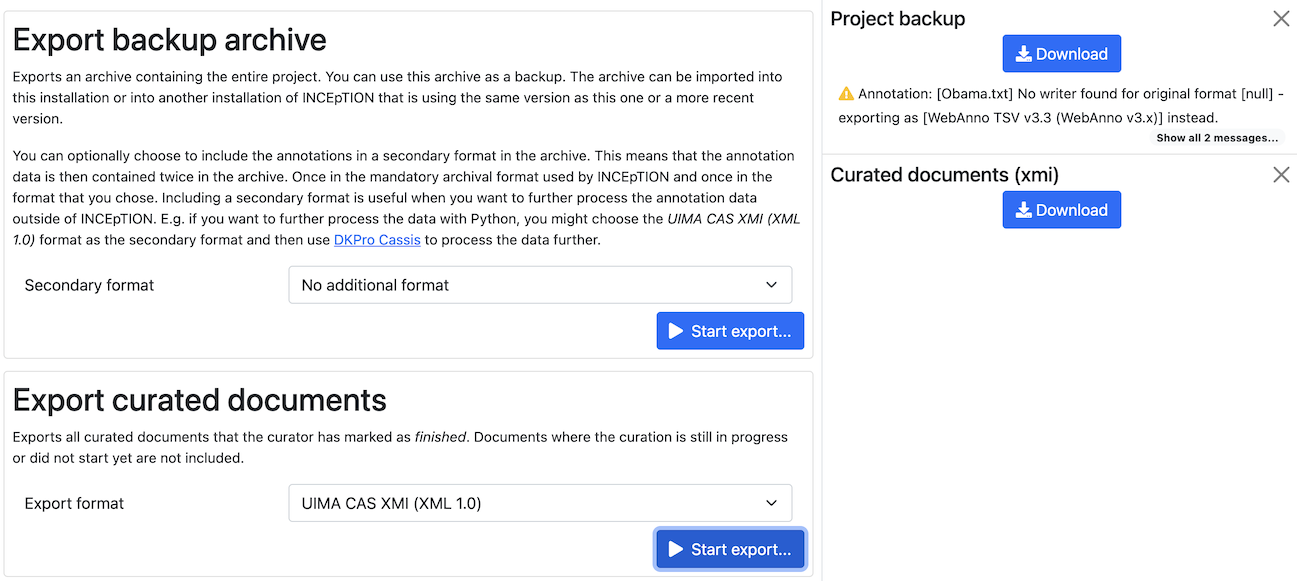 Export backup archive
Exports an archive containing the entire project. You can use this archive as a backup. The archive can be imported into
this installation or into another installation of INCEpTION that is using the same version as this one or a more recent
version.
You can optionally choose to include the annotations in a secondary format in the archive. This means that the annotation
data is then contained twice in the archive. Once in the mandatory archival format used by INCEpTION and once in the
format that you chose. Including a secondary format is useful when you want to further process the annotation data
outside of INCEpTION. E.g. if you want to further process the data with Python, you might choose the UIMA CAS XMI (XML
1.0) format as the secondary format and then use DKPro Cassis to process the data further.
Secondary format
No additional format
Start export...
Export curated documents
Exports all curated documents that the curator has marked as finished. Documents where the curation is still in progress
or did not start yet are not included.
Export format
UIMA CAS XMI (XML 1.0)
Start export...
Project backup
Download
Annotation: [Obama.txt] No writer found for original format [null] -
exporting as [WebAnno TSV v3.3 (WebAnno v3.x)] instead.
Show all 2 messages...
Curated documents (xmi)
Download